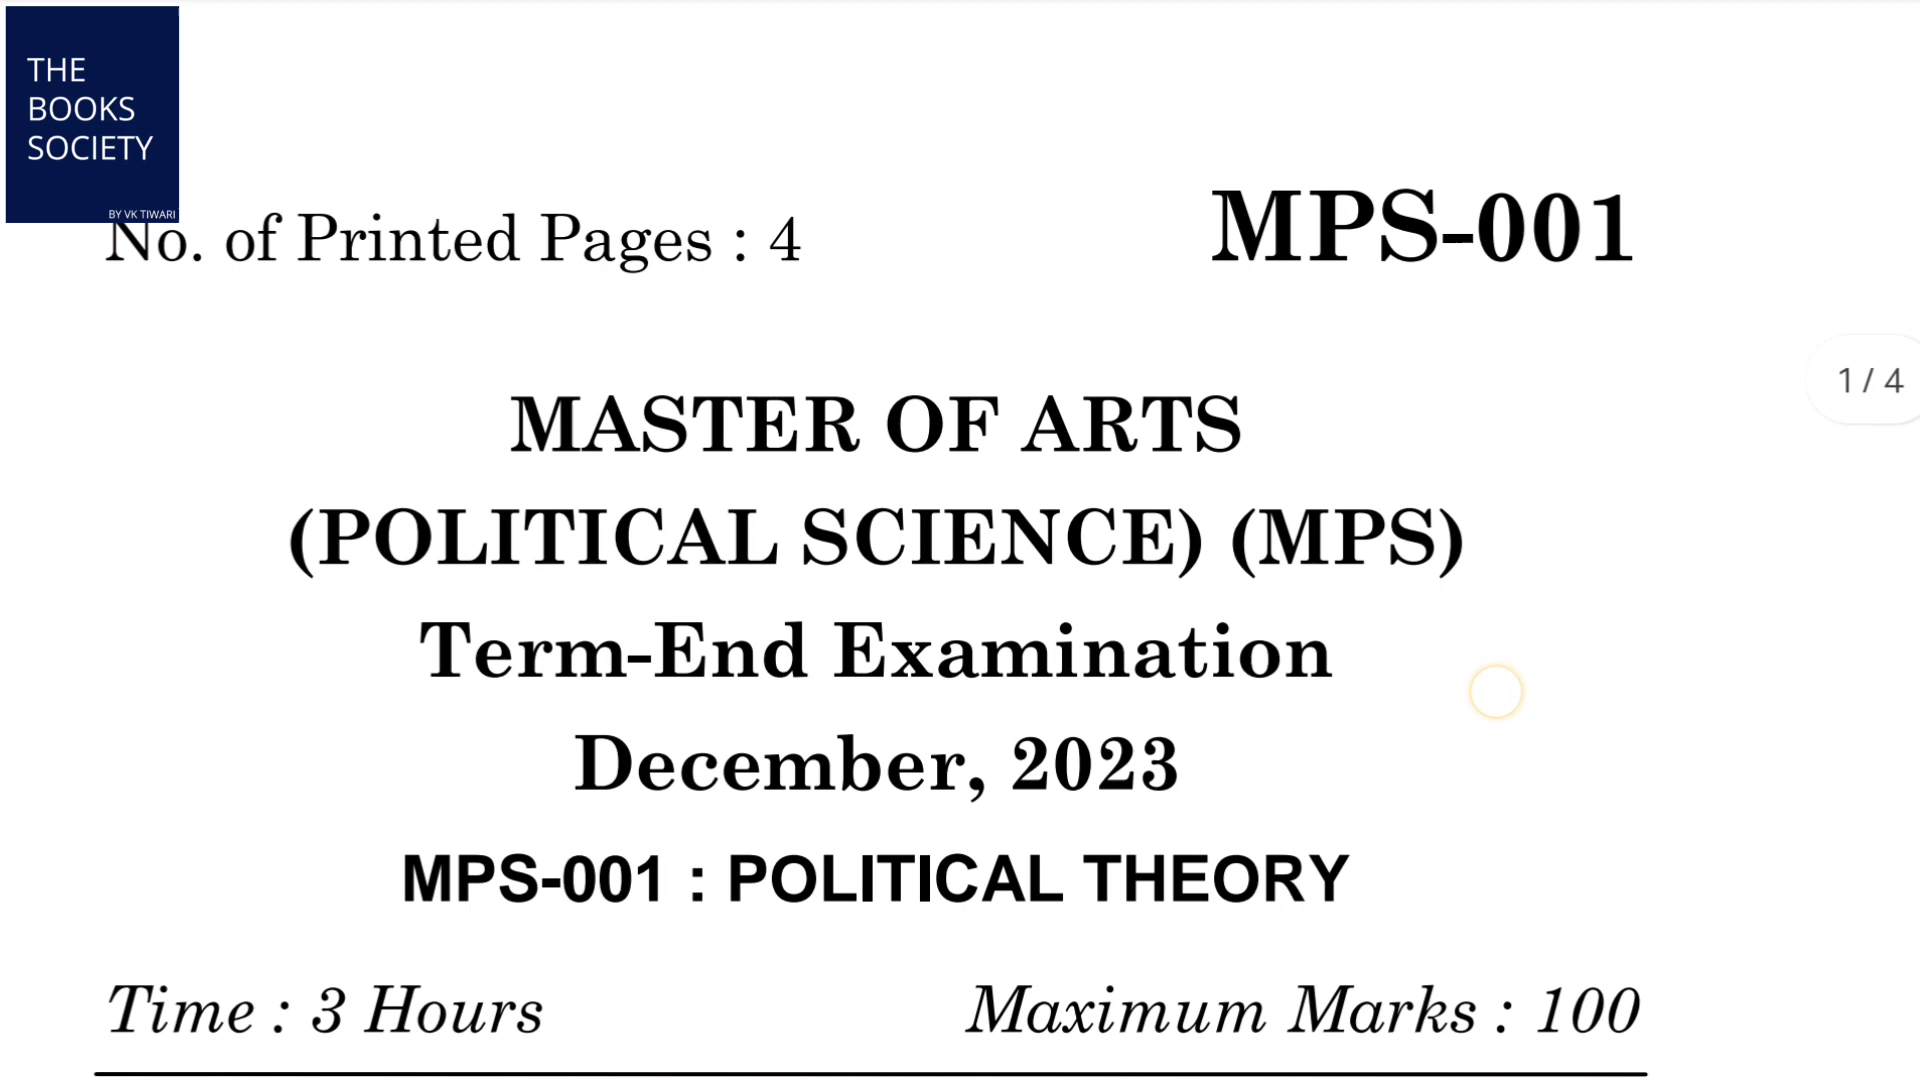 THE
BOOKS
SOCIETY
BY VK TIWARI
No. of Printed Pages : 4
MPS-001
1 / 4
MASTER OF ARTS
(POLITICAL SCIENCE) (MPS)
Term-End Examination
December, 2023
MPS-001 : POLITICAL THEORY
Time : 3 Hours
Maximum Marks : 100